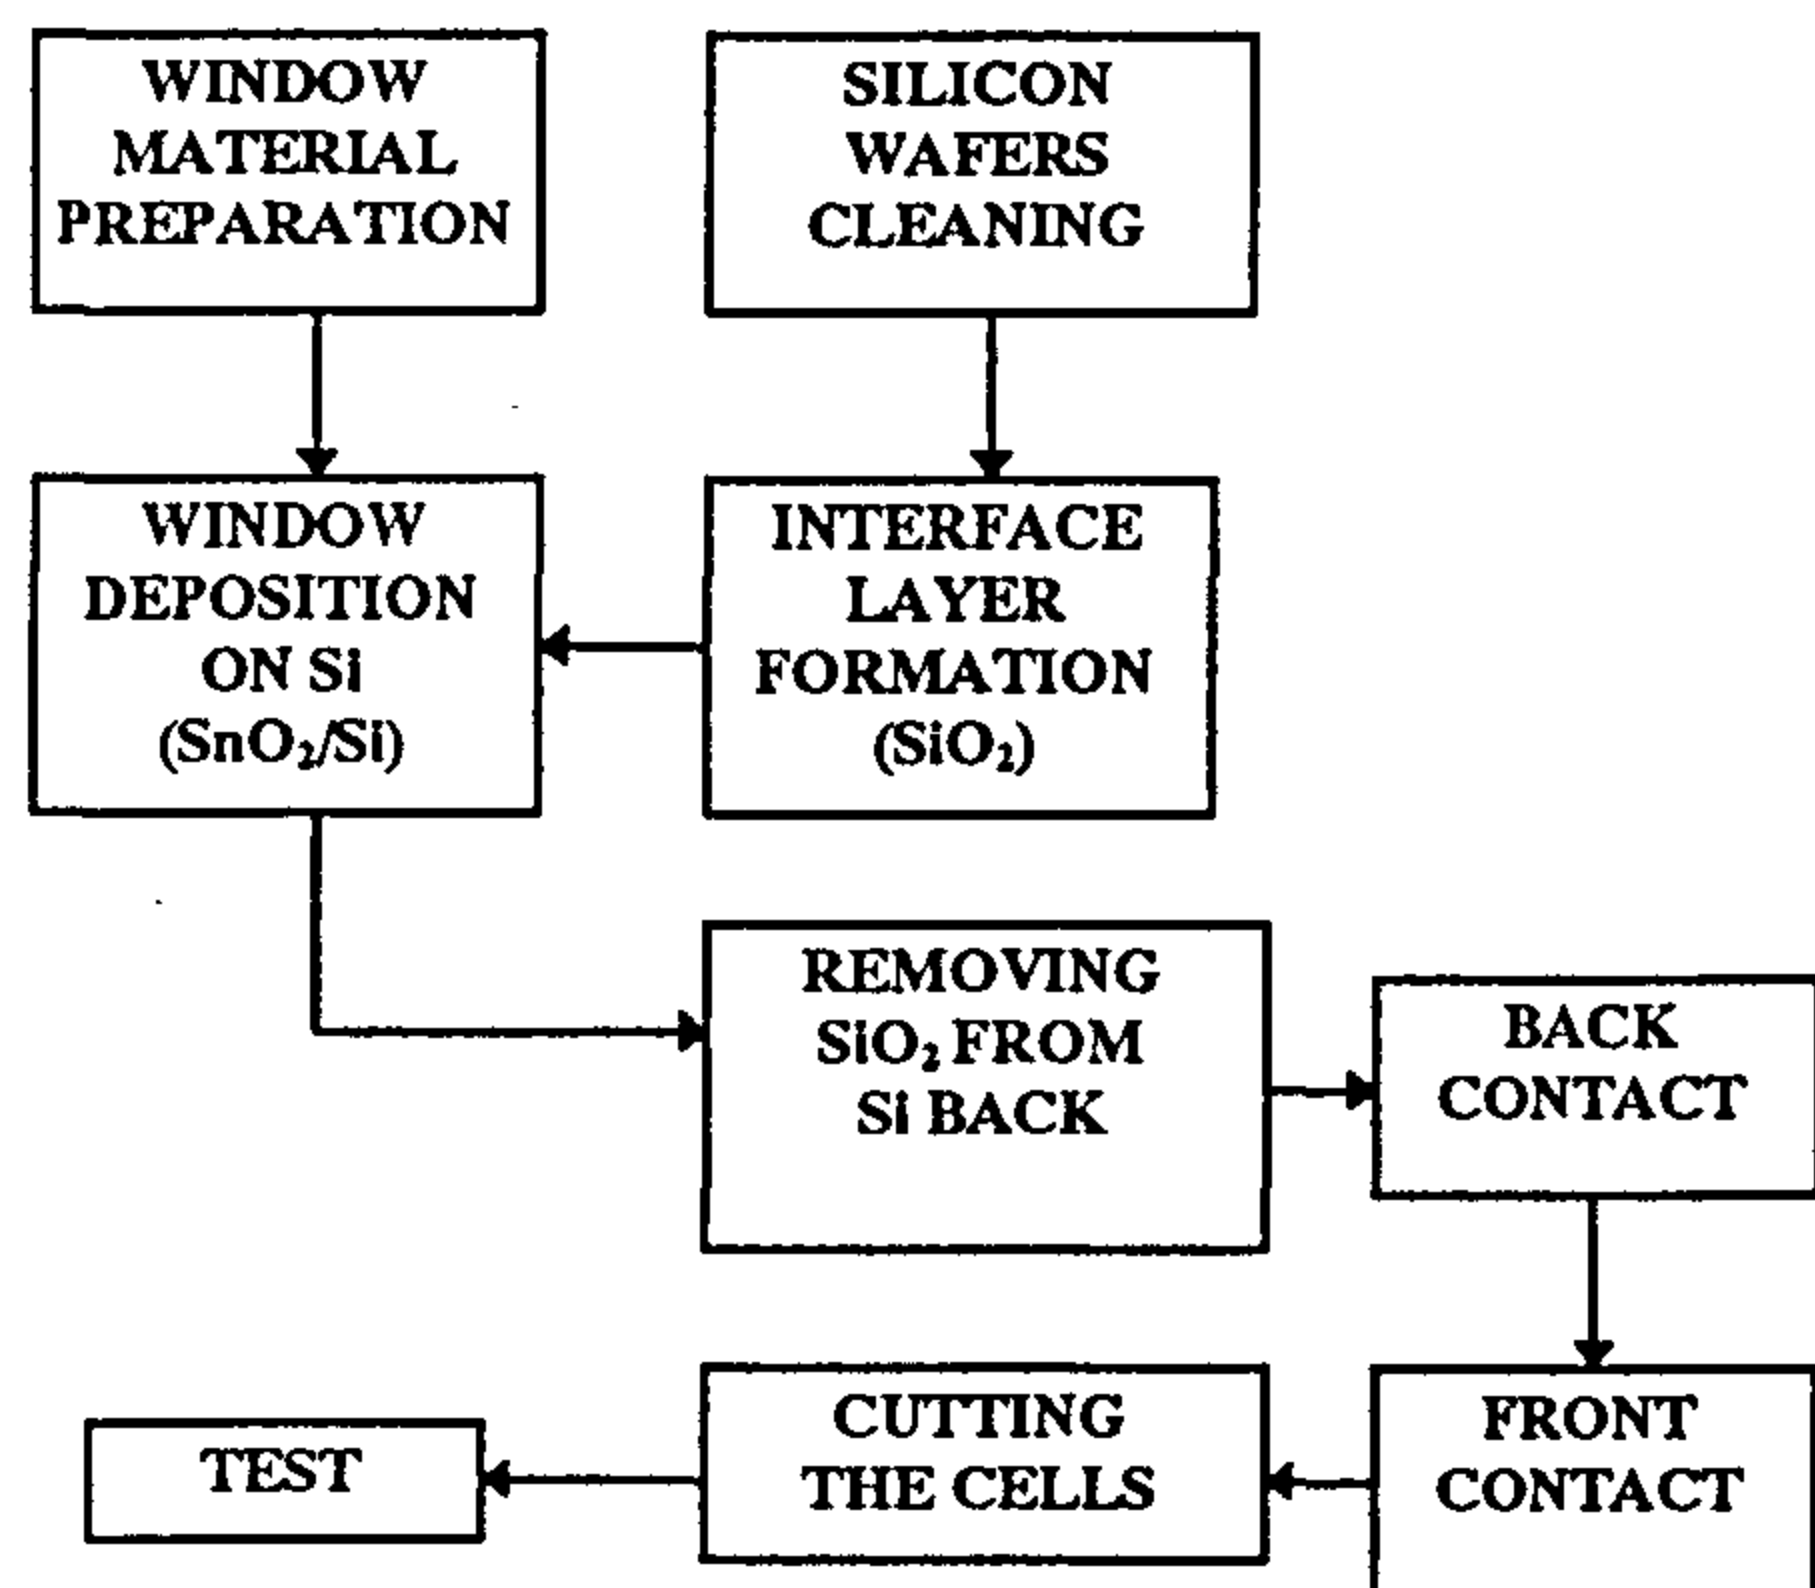 WINDOW
MATERIAL
PREPARATION
SILICON
WAFERS
CLEANING
WINDOW
DEPOSITION
ON Si
(SnO₂/Si)
INTERFACE
LAYER
FORMATION
(SiO₂)
REMOVING
SiO₂ FROM
Si BACK
BACK
CONTACT
FRONT
CONTACT
CUTTING
THE CELLS
TEST